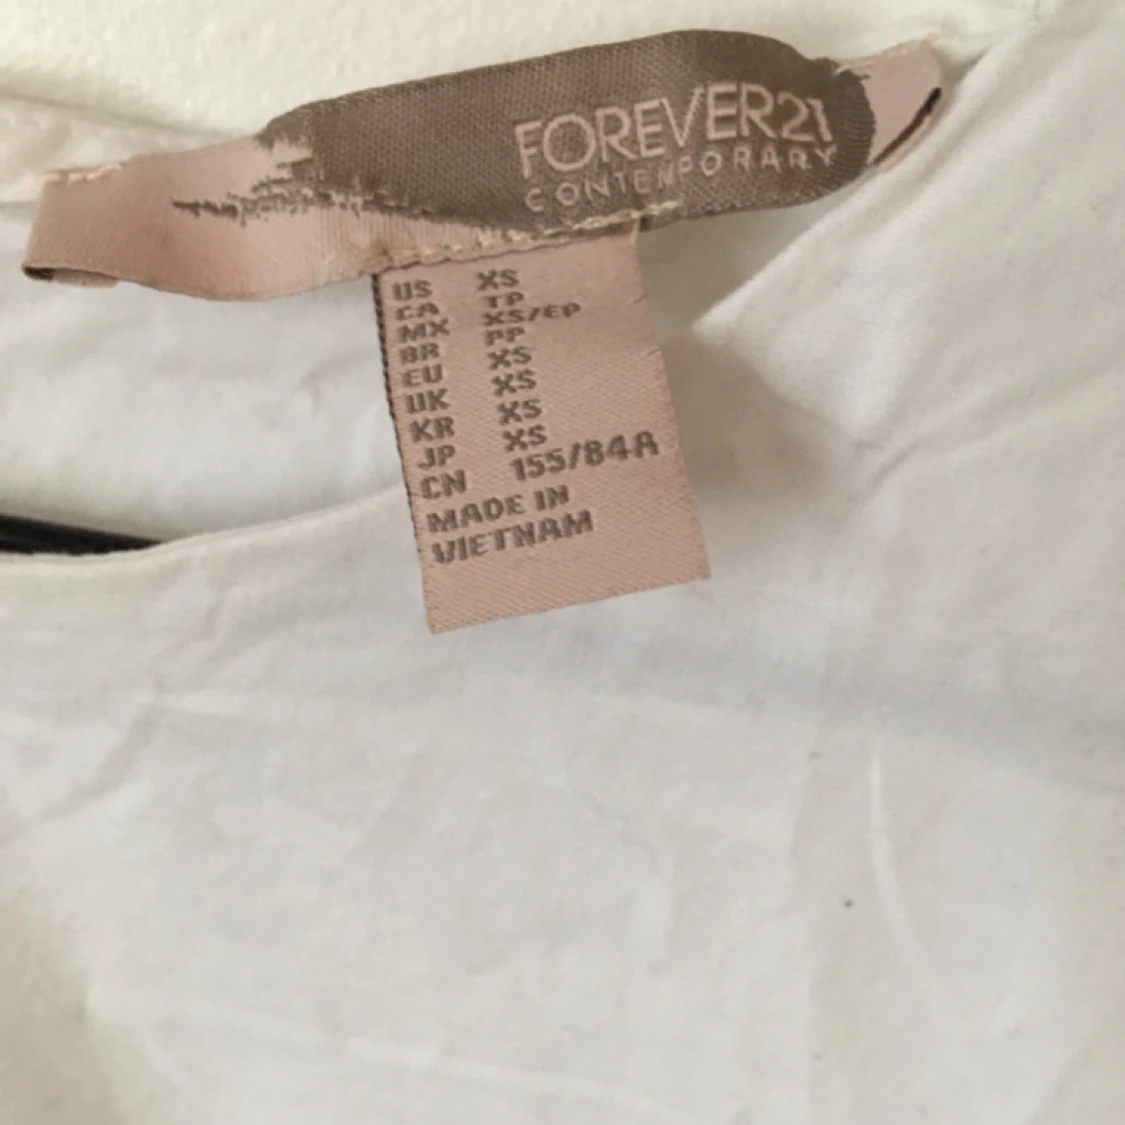 FOREVER21
CONTEMPORARY
US XS
CA TP
MX XS/EP
BR PP
EU XS
UK XS
KR XS
JP XS
CN 155/84A
MADE IN
VIETNAM